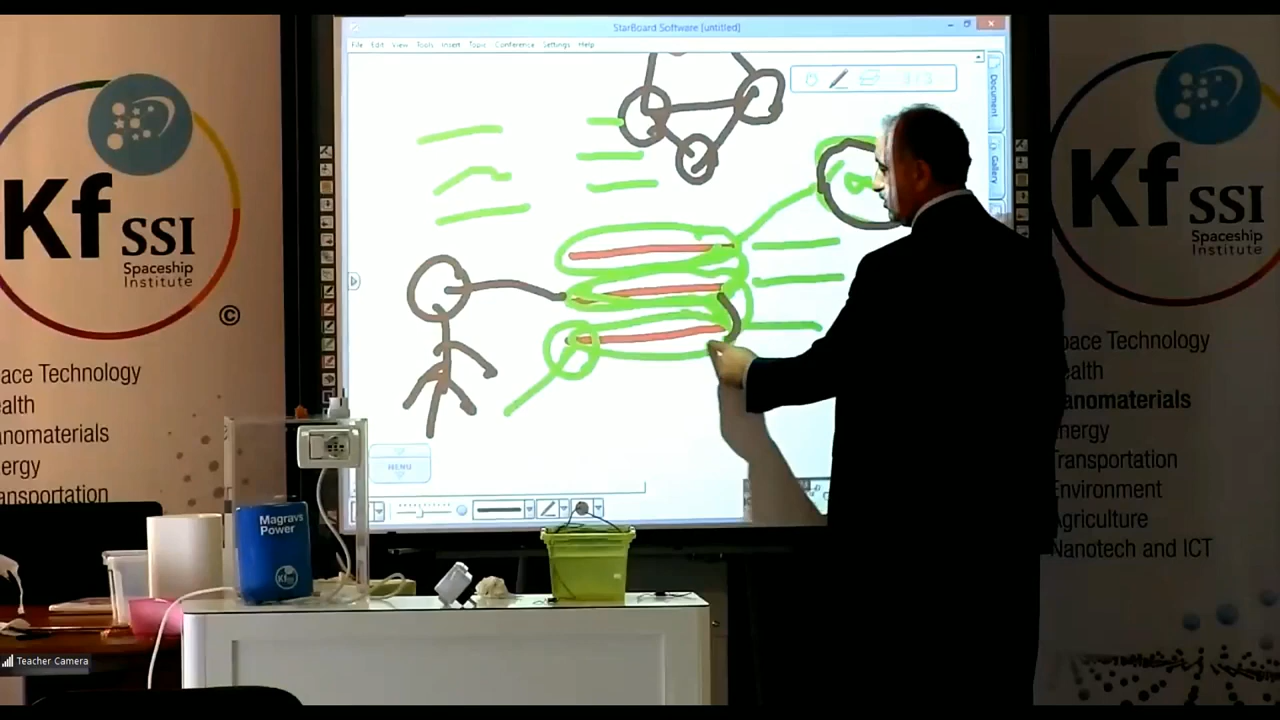 StarBoard Software [untitled]
File Edit View Tools Insert Topic Conference Settings Help
Document
Gallery
MENU
Kf SSI
Spaceship
Institute
©
ace Technology
alth
anomaterials
ergy
ansportation
Kf SSI
Spaceship
Institute
pace Technology
ealth
anomaterials
nergy
Transportation
Environment
Agriculture
Nanotech and ICT
Magravs
Power
Kf
Teacher Camera